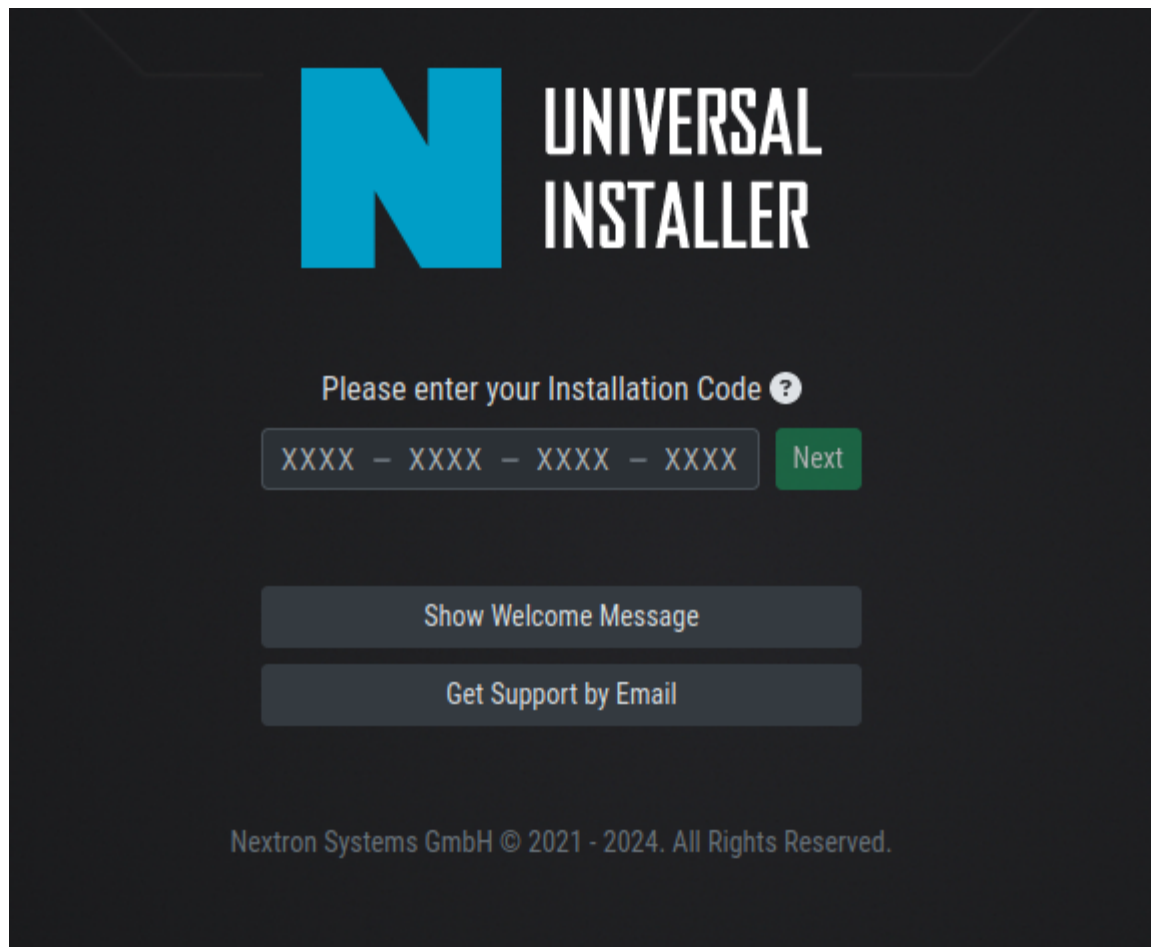 UNIVERSAL
INSTALLER
Please enter your Installation Code ?
XXXX – XXXX – XXXX – XXXX
Next
Show Welcome Message
Get Support by Email
Nextron Systems GmbH © 2021 - 2024. All Rights Reserved.